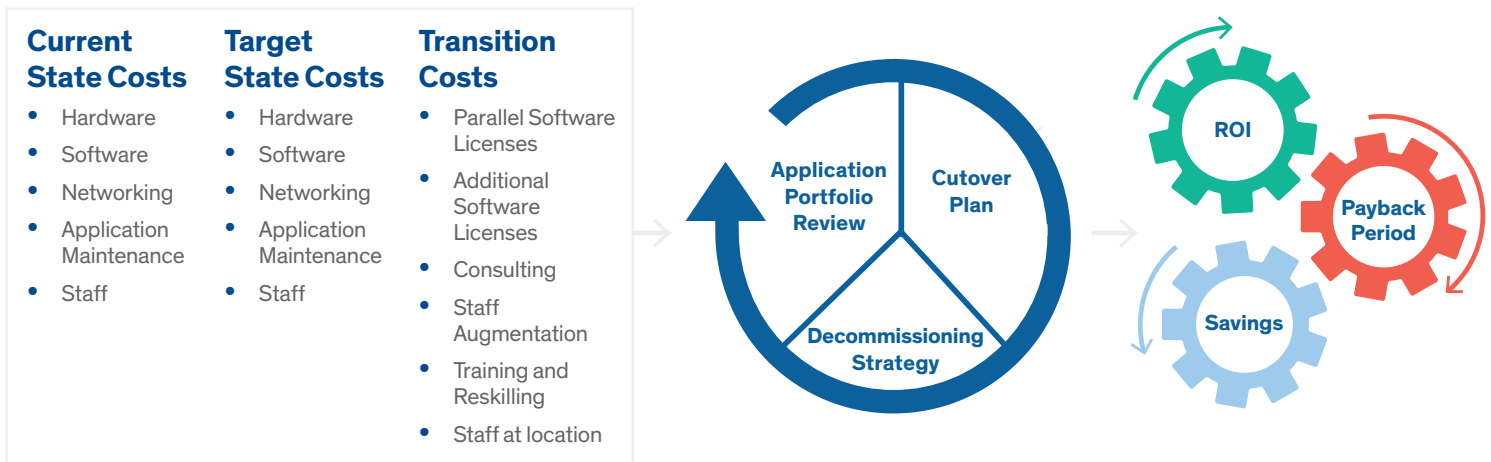 Current
State Costs
• Hardware
• Software
• Networking
• Application
Maintenance
• Staff
Target
State Costs
• Hardware
• Software
• Networking
• Application
Maintenance
• Staff
Transition
Costs
• Parallel Software
Licenses
• Additional
Software
Licenses
• Consulting
• Staff
Augmentation
• Training and
Reskilling
• Staff at location
Application
Portfolio
Review
Cutover
Plan
Decommissioning
Strategy
ROI
Payback
Period
Savings